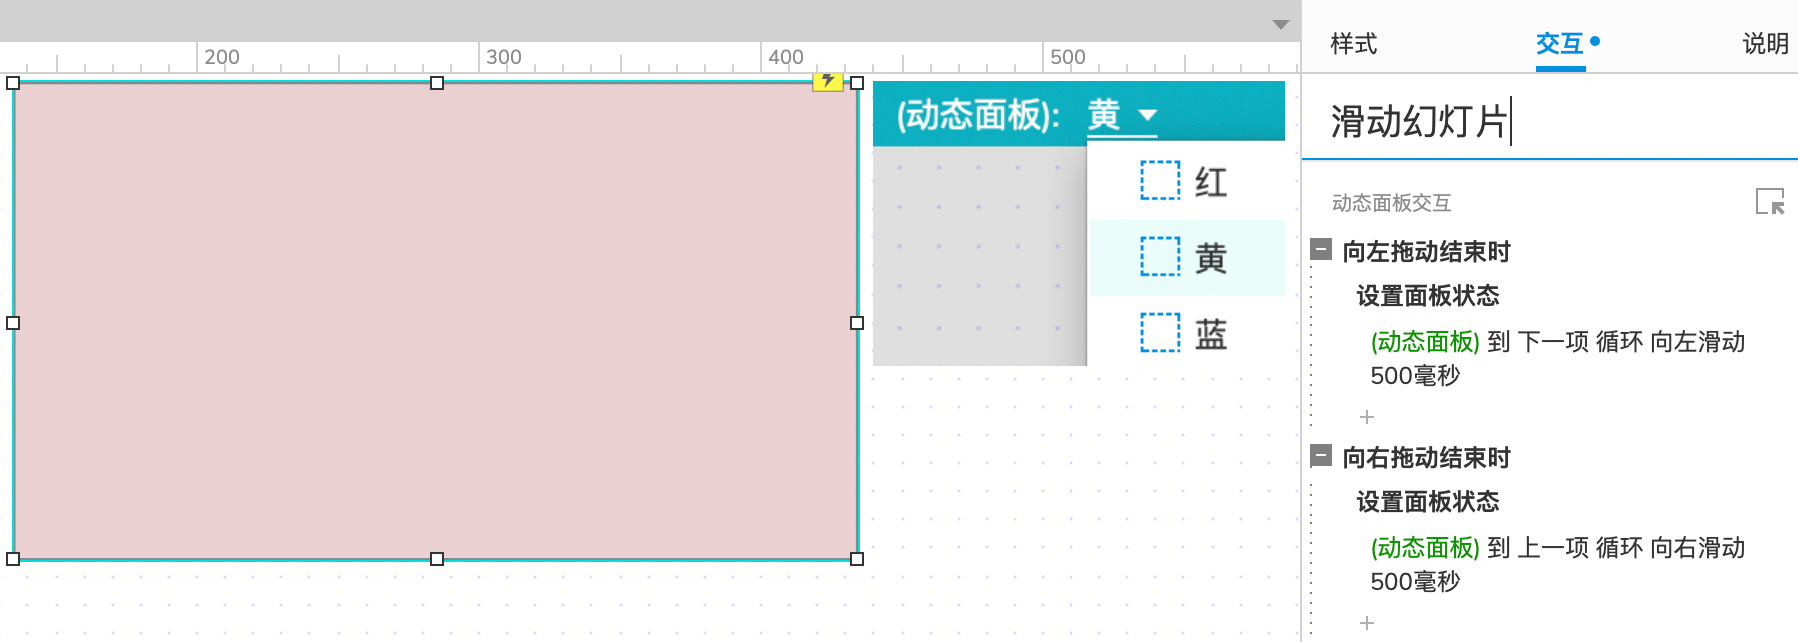 200 300 400 500
样式 交互 说明
(动态面板): 黄
红
黄
蓝
滑动幻灯片
动态面板交互
向左拖动结束时
设置面板状态
(动态面板) 到 下一项 循环 向左滑动
500毫秒
+
向右拖动结束时
设置面板状态
(动态面板) 到 上一项 循环 向右滑动
500毫秒
+